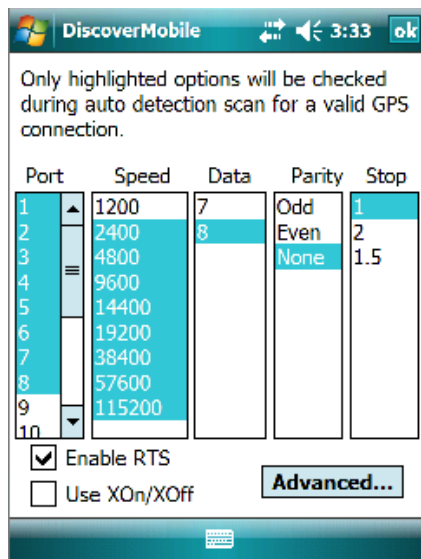 DiscoverMobile 3:33 ok
Only highlighted options will be checked
during auto detection scan for a valid GPS
connection.
Port Speed Data Parity Stop
1 1200 7 Odd 1
2 2400 8 Even 2
3 4800 None 1.5
4 9600
5 14400
6 19200
7 38400
8 57600
9 115200
10
Enable RTS
Use XOn/XOff
Advanced...